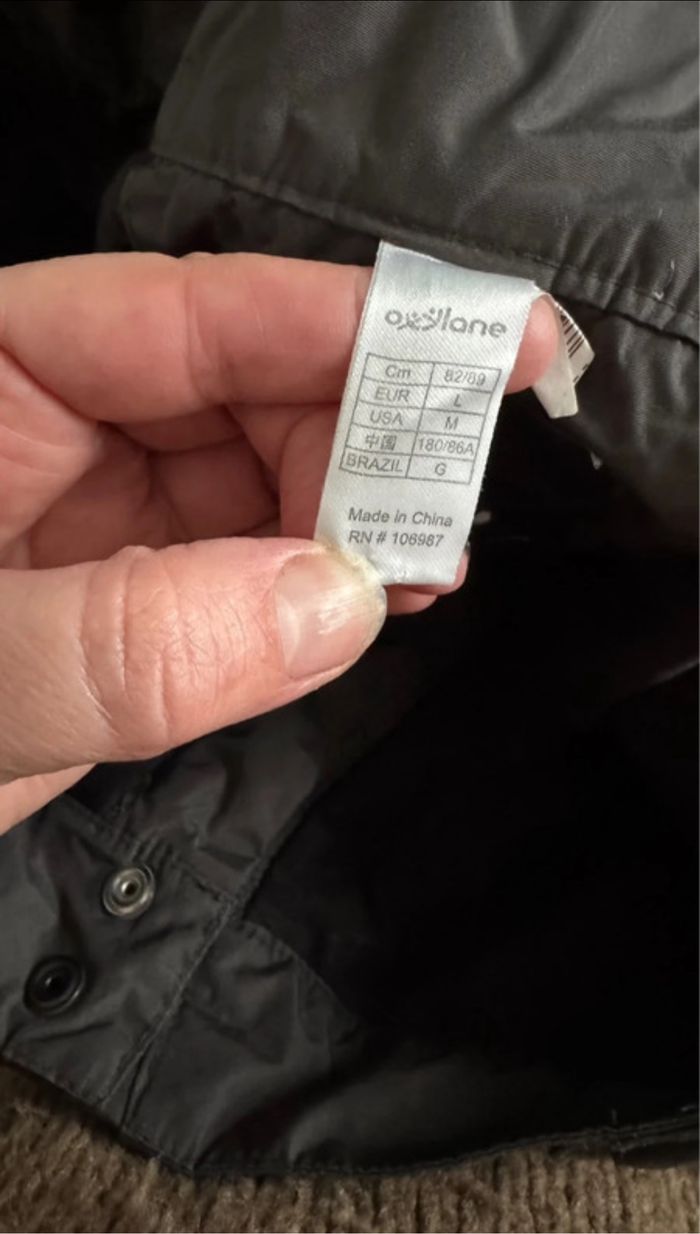 oxylane
Cm 82/89
EUR L
USA M
中国 180/86A
BRAZIL G
Made in China
RN # 106987